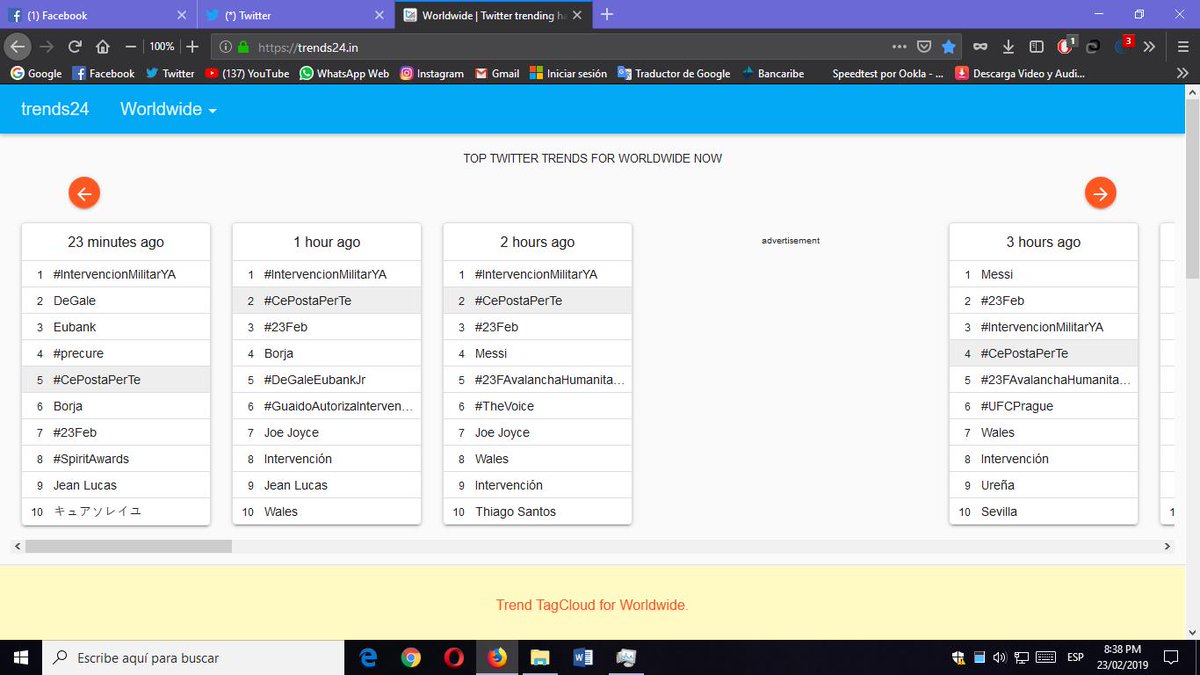 (1) Facebook
(*) Twitter
Worldwide | Twitter trending ha
100%
https://trends24.in
1
3
Google
Facebook
Twitter
(137) YouTube
WhatsApp Web
Instagram
Gmail
Iniciar sesión
Traductor de Google
Bancaribe
Speedtest por Ookla - ...
Descarga Video y Audi...
trends24
Worldwide
TOP TWITTER TRENDS FOR WORLDWIDE NOW
23 minutes ago
1 #IntervencionMilitarYA
2 DeGale
3 Eubank
4 #precure
5 #CePostaPerTe
6 Borja
7 #23Feb
8 #SpiritAwards
9 Jean Lucas
10 キュアソレイユ
1 hour ago
1 #IntervencionMilitarYA
2 #CePostaPerTe
3 #23Feb
4 Borja
5 #DeGaleEubankJr
6 #GuaidoAutorizaInterven...
7 Joe Joyce
8 Intervención
9 Jean Lucas
10 Wales
2 hours ago
1 #IntervencionMilitarYA
2 #CePostaPerTe
3 #23Feb
4 Messi
5 #23FAvalanchaHumanita...
6 #TheVoice
7 Joe Joyce
8 Wales
9 Intervención
10 Thiago Santos
advertisement
3 hours ago
1 Messi
2 #23Feb
3 #IntervencionMilitarYA
4 #CePostaPerTe
5 #23FAvalanchaHumanita...
6 #UFCPrague
7 Wales
8 Intervención
9 Ureña
10 Sevilla
1
Trend TagCloud for Worldwide.
Escribe aquí para buscar
ESP
8:38 PM
23/02/2019